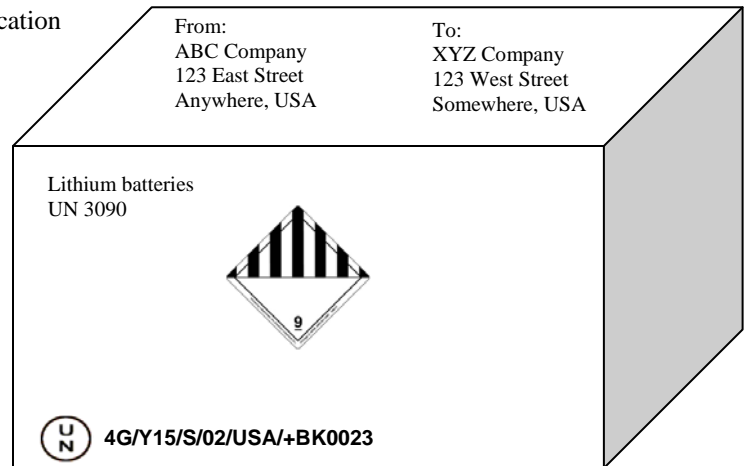 From:
ABC Company
123 East Street
Anywhere, USA
To:
XYZ Company
123 West Street
Somewhere, USA
Lithium batteries
UN 3090
9
U
N
4G/Y15/S/02/USA/+BK0023